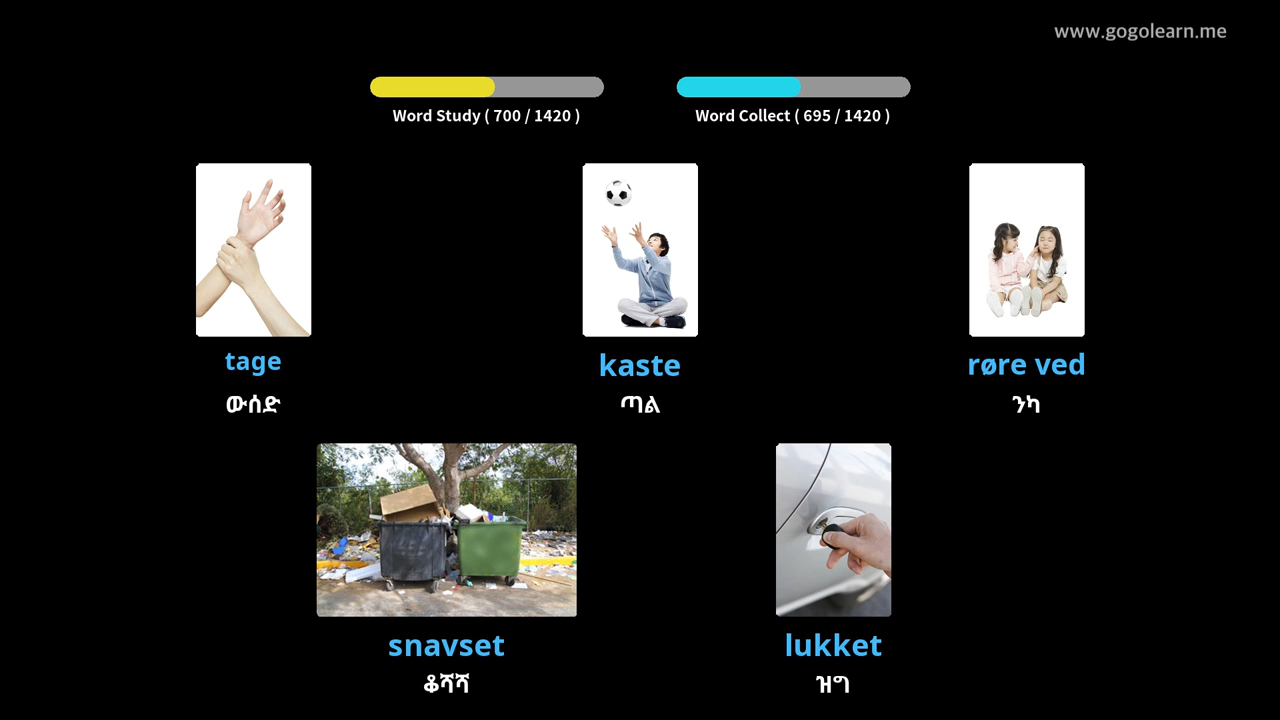 www.gogolearn.me
Word Study ( 700 / 1420 )
Word Collect ( 695 / 1420 )
tage
kaste
røre ved
ውሰድ
ጣል
ንካ
snavset
lukket
ቆሻሻ
ዝግ